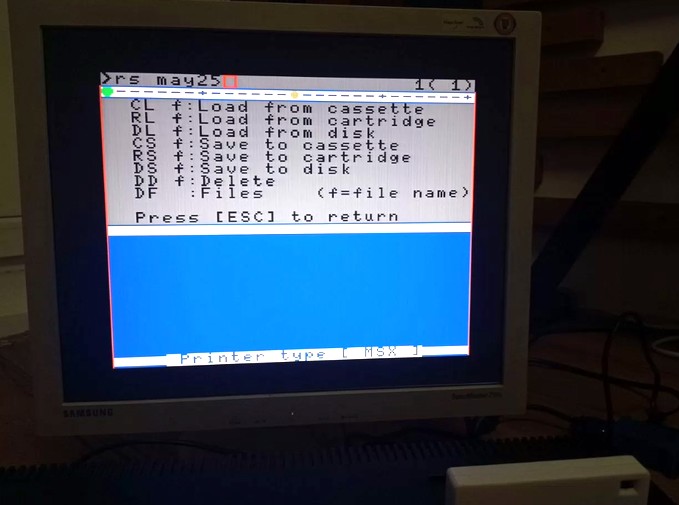 >rs may25
1( 1)
CL f:Load from cassette
RL f:Load from cartridge
DL f:Load from disk
CS f:Save to cassette
RS f:Save to cartridge
DS f:Save to disk
DD f:Delete
DF :Files (f=file name)
Press [ESC] to return
Printer type [ MSX ]
SAMSUNG